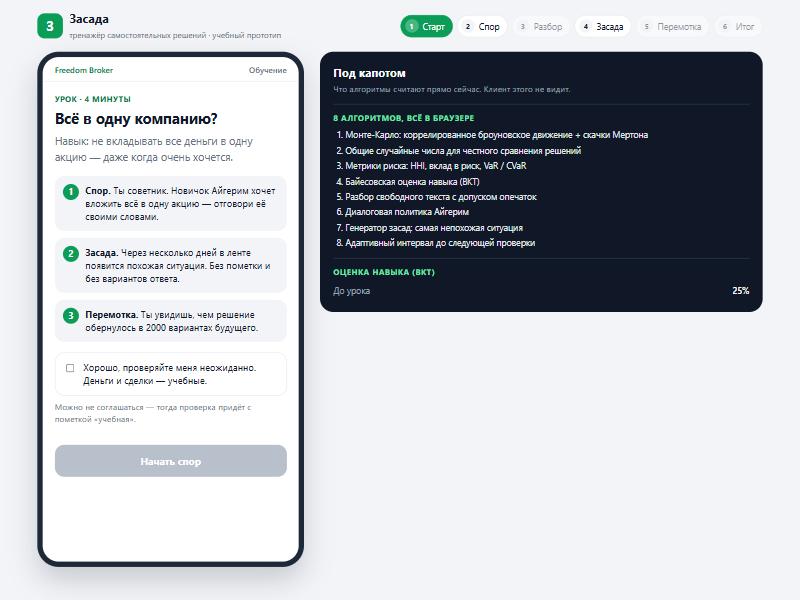 3
Засада
тренажёр самостоятельных решений · учебный прототип
1 Старт 2 Спор 3 Разбор 4 Засада 5 Перемотка 6 Итог
Freedom Broker Обучение
УРОК · 4 МИНУТЫ
Всё в одну компанию?
Навык: не вкладывать все деньги в одну
акцию — даже когда очень хочется.
1 Спор. Ты советник. Новичок Айгерим хочет
вложить всё в одну акцию — отговори её
своими словами.
2 Засада. Через несколько дней в ленте
появится похожая ситуация. Без пометки и
без вариантов ответа.
3 Перемотка. Ты увидишь, чем решение
обернулось в 2000 вариантах будущего.
Хорошо, проверяйте меня неожиданно.
Деньги и сделки — учебные.
Можно не соглашаться — тогда проверка придёт с
пометкой «учебная».
Начать спор
Под капотом
Что алгоритмы считают прямо сейчас. Клиент этого не видит.
8 АЛГОРИТМОВ, ВСЁ В БРАУЗЕРЕ
1. Монте-Карло: коррелированное броуновское движение + скачки Мертона
2. Общие случайные числа для честного сравнения решений
3. Метрики риска: HHI, вклад в риск, VaR / CVaR
4. Байесовская оценка навыка (BKT)
5. Разбор свободного текста с допуском опечаток
6. Диалоговая политика Айгерим
7. Генератор засад: самая непохожая ситуация
8. Адаптивный интервал до следующей проверки
ОЦЕНКА НАВЫКА (BKT)
До урока 25%